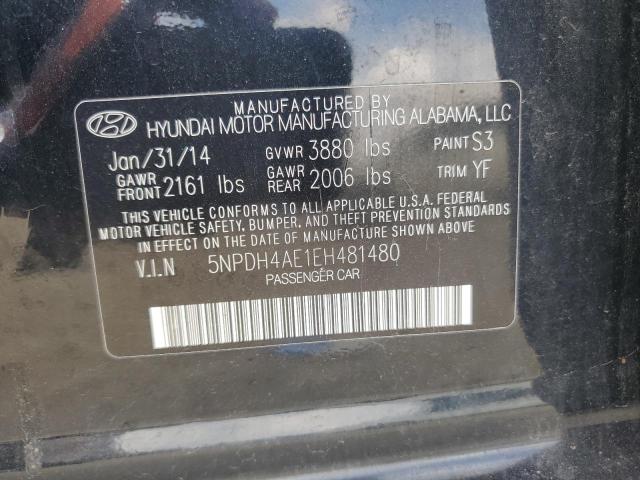 MANUFACTURED BY
HYUNDAI MOTOR MANUFACTURING ALABAMA, LLC
Jan/31/14 GVWR 3880 lbs PAINT S3
GAWR FRONT 2161 lbs GAWR REAR 2006 lbs TRIM YF
THIS VEHICLE CONFORMS TO ALL APPLICABLE U.S.A. FEDERAL
MOTOR VEHICLE SAFETY, BUMPER, AND THEFT PREVENTION STANDARDS
IN EFFECT ON THE DATE OF MANUFACTURE SHOWN ABOVE.
V.I.N 5NPDH4AE1EH481480
PASSENGER CAR